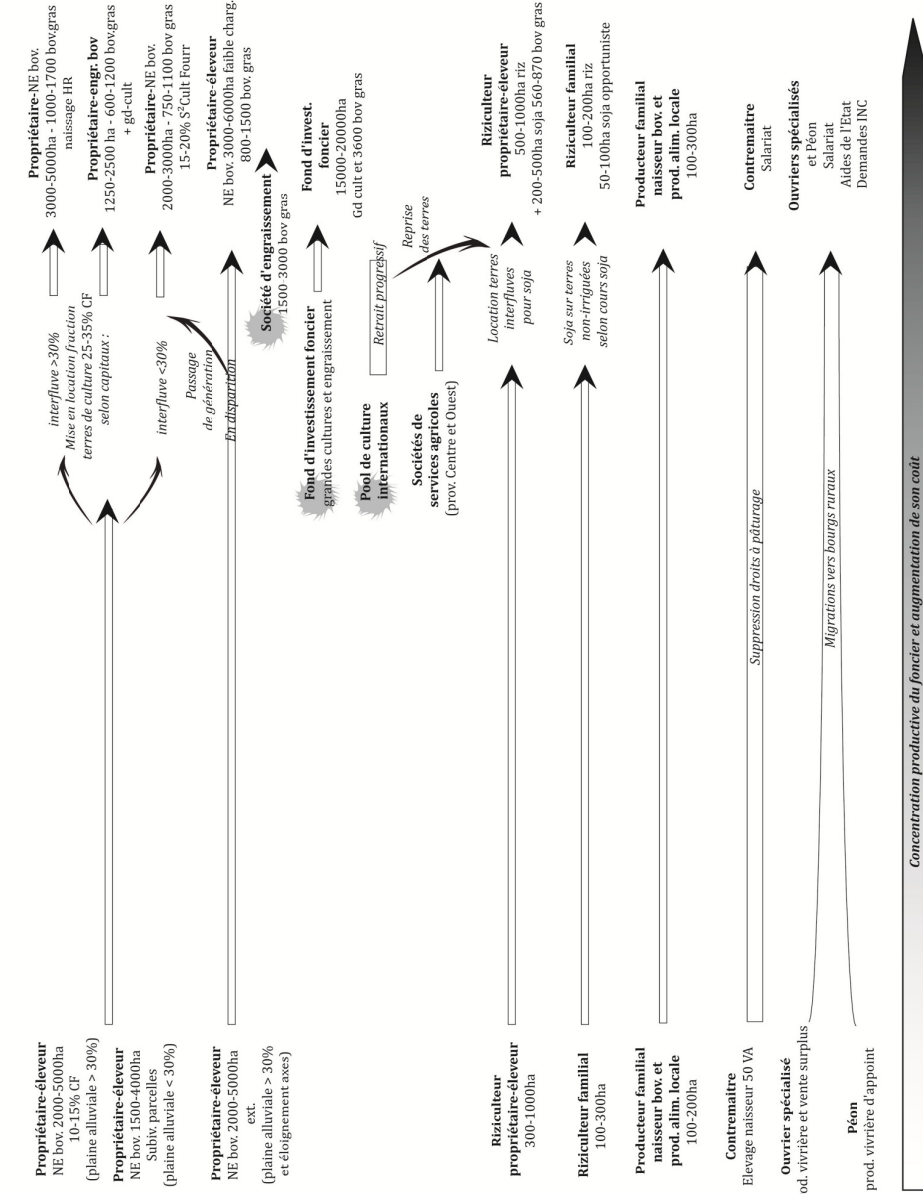 Propriétaire-éleveur
NE bov. 2000-5000ha
10-15% CF
(plaine alluviale > 30%)
Propriétaire-éleveur
NE bov. 1500-4000ha
Subiv. parcelles
(plaine alluviale < 30%)
Propriétaire-éleveur
NE bov. 2000-5000ha
ext.
(plaine alluviale > 30%
et éloignement axes)
Riziculteur
propriétaire-éleveur
300-1000ha
Riziculteur familial
100-300ha
Producteur familial
naisseur bov. et
prod. alim. locale
100-200ha
Contremaitre
Elevage naisseur 50 VA
Ouvrier spécialisé
od. vivrière et vente surplus
Péon
prod. vivrière d'appoint
interfluve >30%
Mise en location fraction
terres de culture 25-35% CF
selon capitaux :
interfluve <30%
Passage
de génération
En disparition
Fond d'investissement foncier
grandes cultures et engraissement
Pool de culture
internationaux
Retrait progressif
Sociétés de
services agricoles
(prov. Centre et Ouest)
Reprise
des terres
Location terres
interfluves
pour soja
Soja sur terres
non-irriguées
selon cours soja
Suppression droits à pâturage
Migrations vers bourgs ruraux
Propriétaire-NE bov.
3000-5000ha - 1000-1700 bov.gras
naissage HR
Propriétaire-engr. bov
1250-2500 ha - 600-1200 bov.gras
+ gd-cult
Propriétaire-NE bov.
2000-3000ha - 750-1100 bov gras
15-20% S²Cult Fourr
Propriétaire-éleveur
NE bov. 3000-6000ha faible charg.
800-1500 bov. gras
Société d'engraissement
1500-3000 bov gras
Fond d'invest.
foncier
15000-20000ha
Gd cult et 3600 bov gras
Riziculteur
propriétaire-éleveur
500-1000ha riz
+ 200-500ha soja 560-870 bov gras
Riziculteur familial
100-200ha riz
50-100ha soja opportuniste
Producteur familial
naisseur bov. et
prod. alim. locale
100-300ha
Contremaitre
Salariat
Ouvriers spécialisés
et Péon
Salariat
Aides de l'Etat
Demandes INC
Concentration productive du foncier et augmentation de son coût